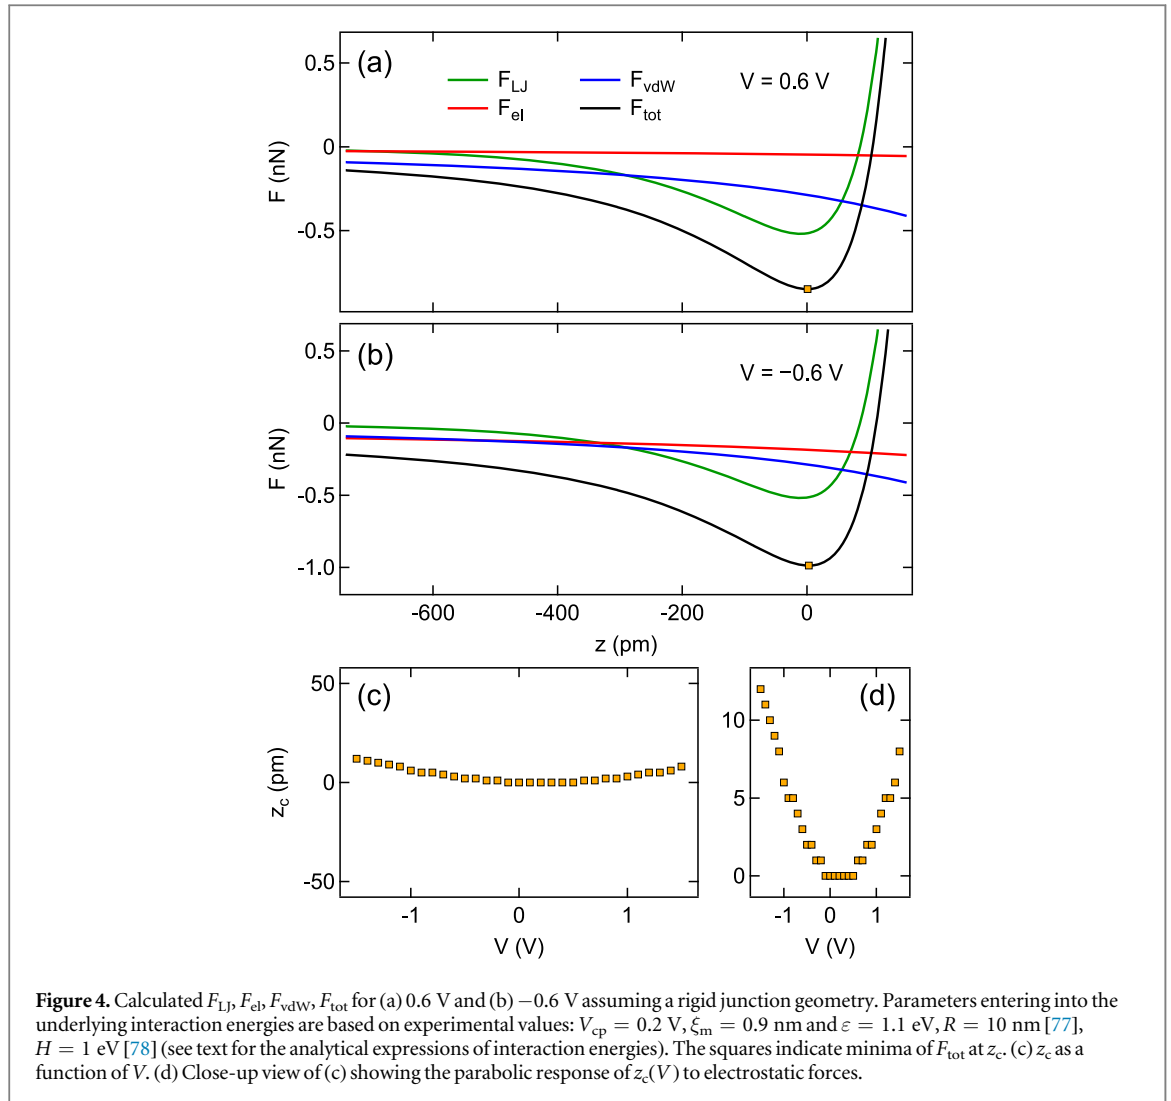 (a)
F_LJ
F_vdW
V = 0.6 V
F_el
F_tot
0.5
0
-0.5
F (nN)
(b)
V = −0.6 V
0.5
0
-0.5
-1.0
F (nN)
-600
-400
-200
0
z (pm)
(c)
50
0
-50
z_c (pm)
-1
0
1
V (V)
(d)
10
5
0
-1
0
1
V (V)
Figure 4. Calculated F_LJ, F_el, F_vdW, F_tot for (a) 0.6 V and (b) −0.6 V assuming a rigid junction geometry. Parameters entering into the
underlying interaction energies are based on experimental values: V_cp = 0.2 V, ξ_m = 0.9 nm and ε = 1.1 eV, R = 10 nm [77],
H = 1 eV [78] (see text for the analytical expressions of interaction energies). The squares indicate minima of F_tot at z_c. (c) z_c as a
function of V. (d) Close-up view of (c) showing the parabolic response of z_c(V) to electrostatic forces.